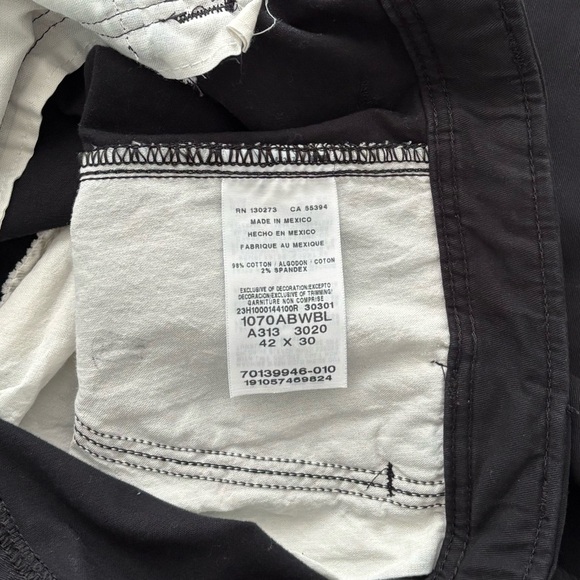 RN 130273 CA 55394
MADE IN MEXICO
HECHO EN MEXICO
FABRIQUE AU MEXIQUE
98% COTTON / ALGODON / COTON
2% SPANDEX
EXCLUSIVE OF DECORATION/EXCEPTO
DECORACION/EXCLUSIVE OF TRIMMING/
GARNITURE NON COMPRISE
23H1000144100R 30301
1070ABWBL
A313 3020
42 X 30
70139946-010
191057459824